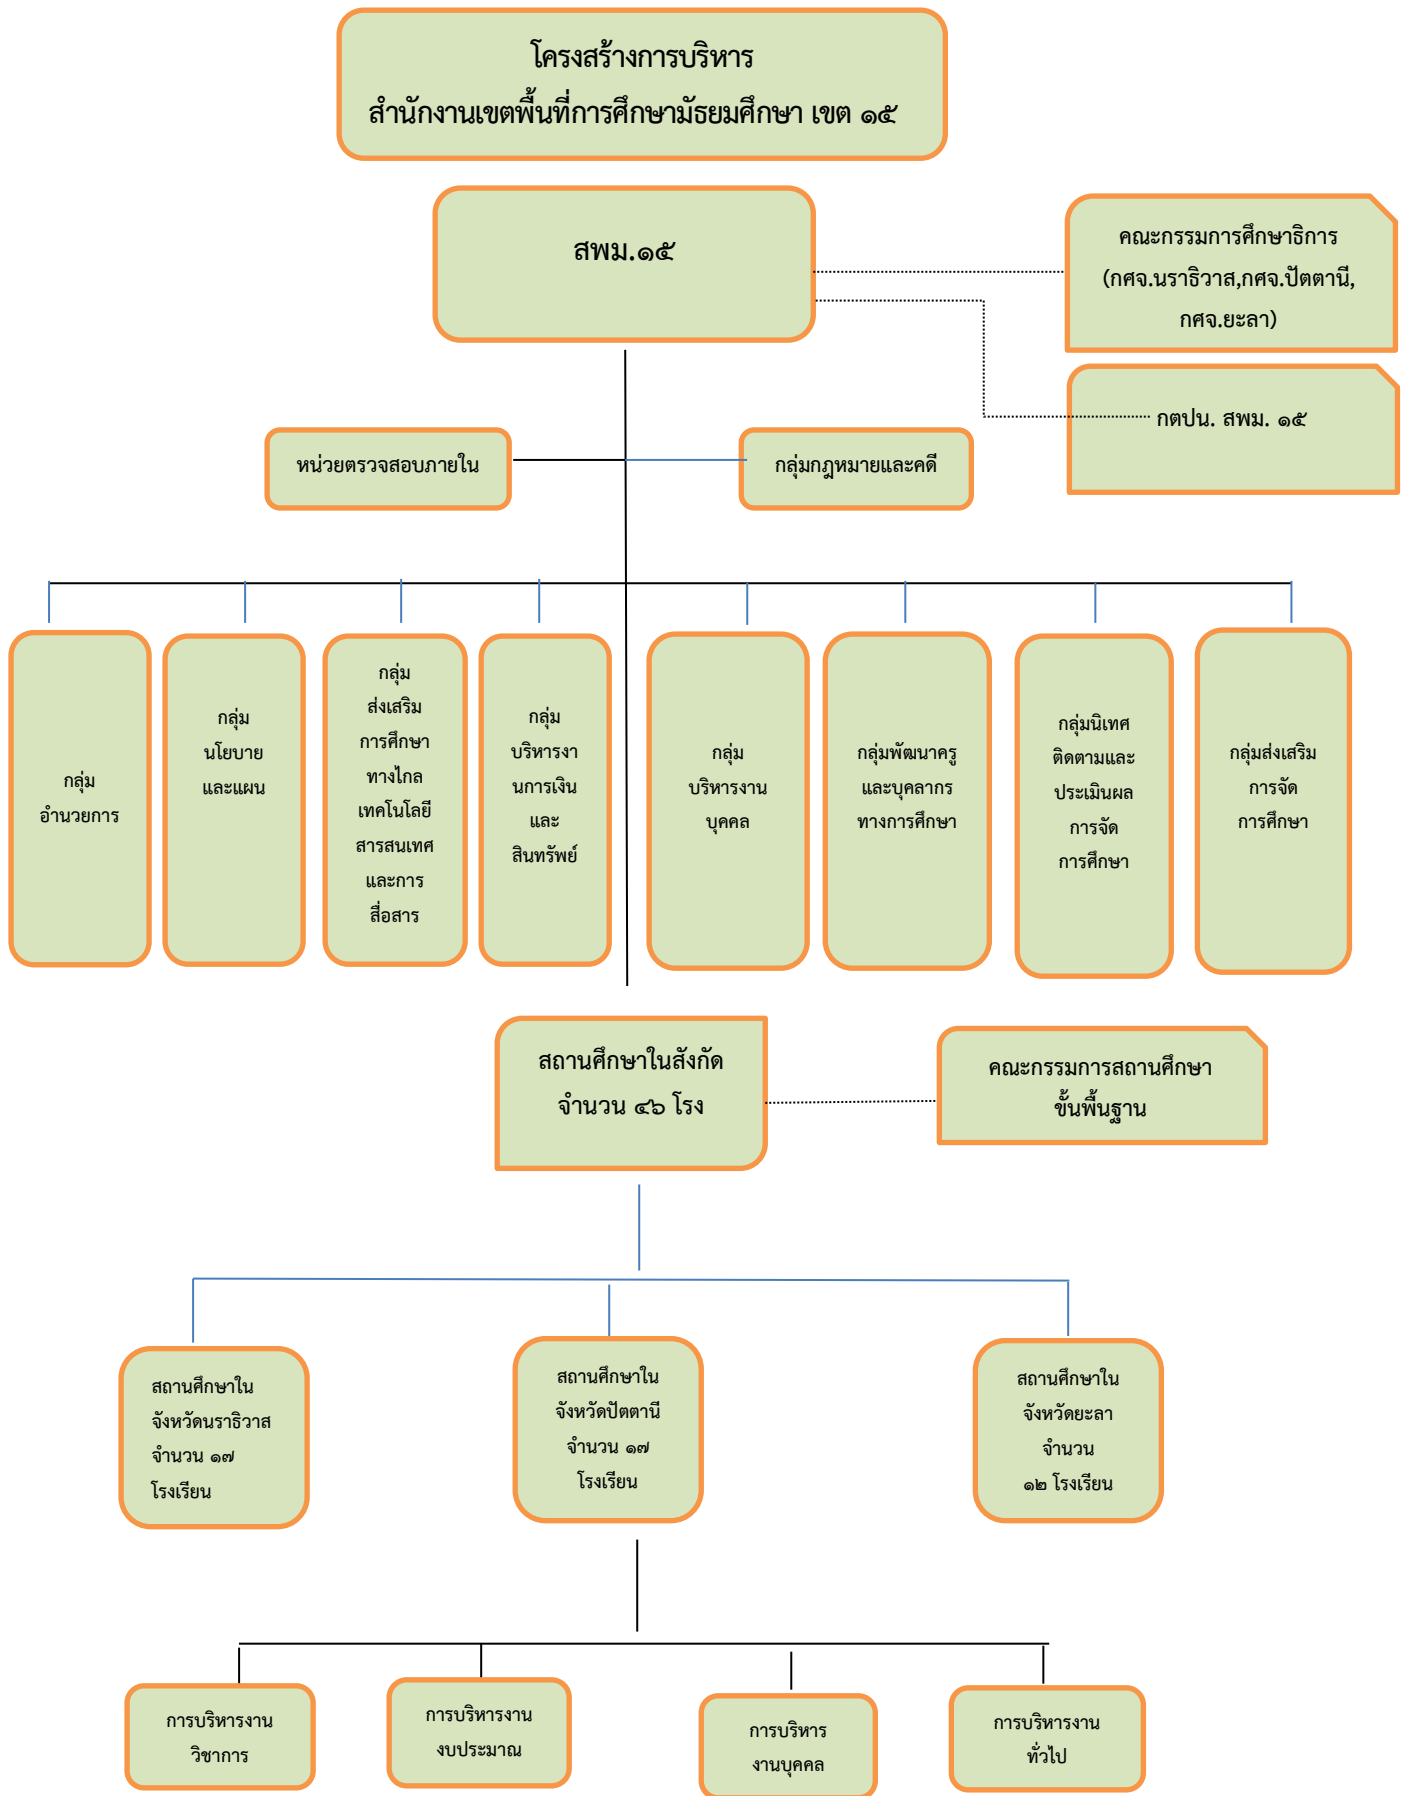 โครงสร้างการบริหาร
สำนักงานเขตพื้นที่การศึกษามัธยมศึกษา เขต ๑๕
สพม.๑๕
คณะกรรมการศึกษาธิการ
(กศจ.นราธิวาส,กศจ.ปัตตานี,
กศจ.ยะลา)
กตปน. สพม. ๑๕
หน่วยตรวจสอบภายใน
กลุ่มกฎหมายและคดี
กลุ่ม
อำนวยการ
กลุ่ม
นโยบาย
และแผน
กลุ่ม
ส่งเสริม
การศึกษา
ทางไกล
เทคโนโลยี
สารสนเทศ
และการ
สื่อสาร
กลุ่ม
บริหารงา
นการเงิน
และ
สินทรัพย์
กลุ่ม
บริหารงาน
บุคคล
กลุ่มพัฒนาครู
และบุคลากร
ทางการศึกษา
กลุ่มนิเทศ
ติดตามและ
ประเมินผล
การจัด
การศึกษา
กลุ่มส่งเสริม
การจัด
การศึกษา
สถานศึกษาในสังกัด
จำนวน ๔๖ โรง
คณะกรรมการสถานศึกษา
ขั้นพื้นฐาน
สถานศึกษาใน
จังหวัดนราธิวาส
จำนวน ๑๗
โรงเรียน
สถานศึกษาใน
จังหวัดปัตตานี
จำนวน ๑๗
โรงเรียน
สถานศึกษาใน
จังหวัดยะลา
จำนวน
๑๒ โรงเรียน
การบริหารงาน
วิชาการ
การบริหารงาน
งบประมาณ
การบริหาร
งานบุคคล
การบริหารงาน
ทั่วไป